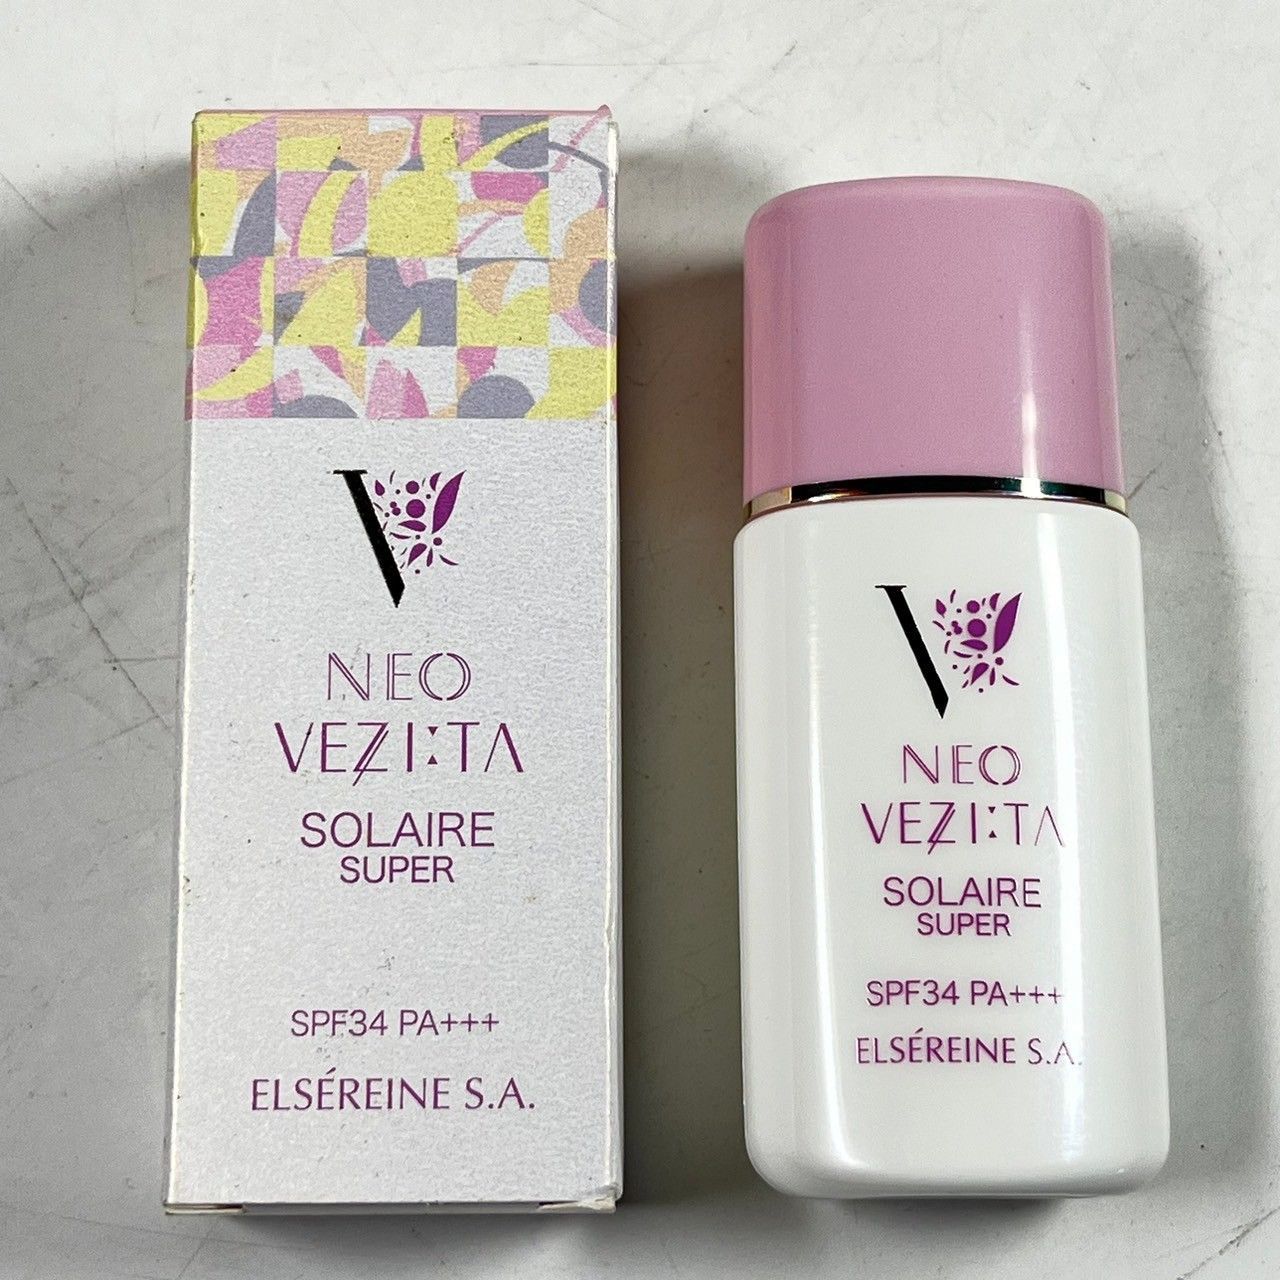 V
NEO
VEZI:TA
SOLAIRE
SUPER
SPF34 PA+++
ELSÉREINE S.A.
V
NEO
VEZI:TA
SOLAIRE
SUPER
SPF34 PA+++
ELSÉREINE S.A.